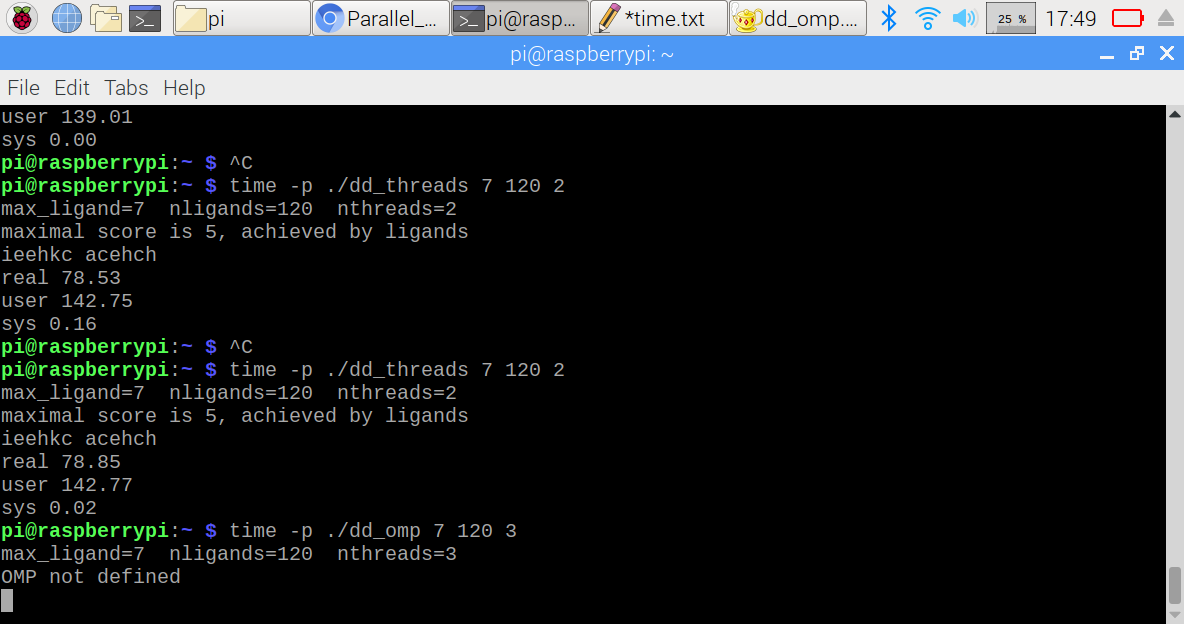 pi
Parallel_...
pi@rasp...
*time.txt
dd_omp....
25 %
17:49
pi@raspberrypi: ~
File Edit Tabs Help
user 139.01
sys 0.00
pi@raspberrypi:~ $ ^C
pi@raspberrypi:~ $ time -p ./dd_threads 7 120 2
max_ligand=7  nligands=120  nthreads=2
maximal score is 5, achieved by ligands
ieehkc acehch
real 78.53
user 142.75
sys 0.16
pi@raspberrypi:~ $ ^C
pi@raspberrypi:~ $ time -p ./dd_threads 7 120 2
max_ligand=7  nligands=120  nthreads=2
maximal score is 5, achieved by ligands
ieehkc acehch
real 78.85
user 142.77
sys 0.02
pi@raspberrypi:~ $ time -p ./dd_omp 7 120 3
max_ligand=7  nligands=120  nthreads=3
OMP not defined